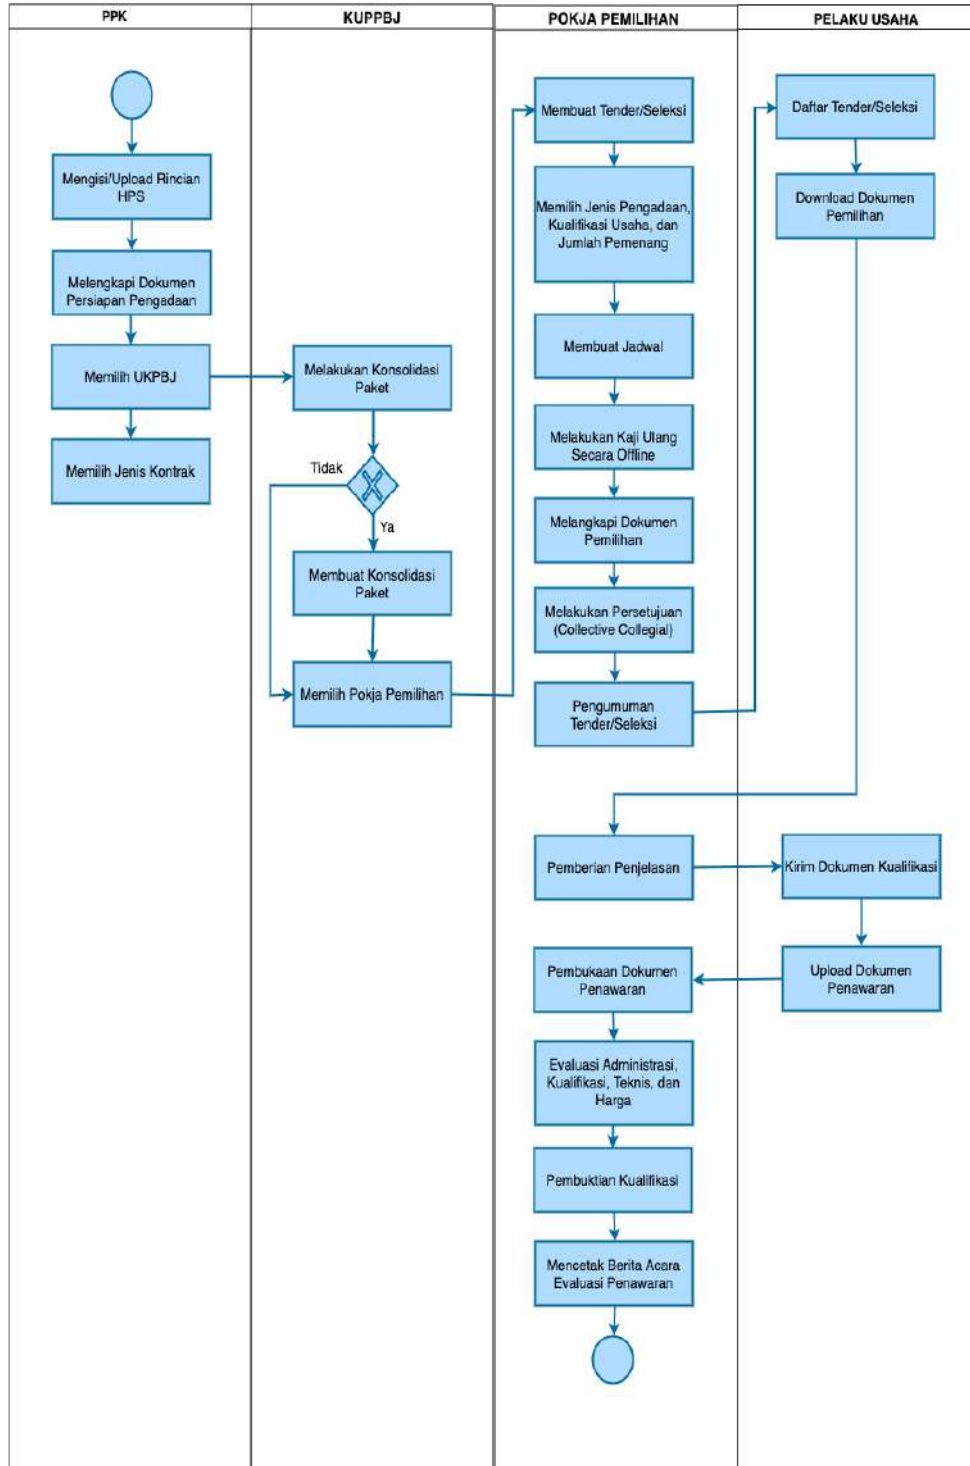 PPK
KUPPBJ
POKJA PEMILIHAN
PELAKU USAHA
Mengisi/Upload Rincian
HPS
Melengkapi Dokumen
Persiapan Pengadaan
Memilih UKPBJ
Memilih Jenis Kontrak
Melakukan Konsolidasi
Paket
Tidak
Ya
Membuat Konsolidasi
Paket
Memilih Pokja Pemilihan
Membuat Tender/Seleksi
Memilih Jenis Pengadaan,
Kualifikasi Usaha, dan
Jumlah Pemenang
Membuat Jadwal
Melakukan Kaji Ulang
Secara Offline
Melangkapi Dokumen
Pemilihan
Melakukan Persetujuan
(Collective Collegial)
Pengumuman
Tender/Seleksi
Daftar Tender/Seleksi
Download Dokumen
Pemilihan
Pemberian Penjelasan
Kirim Dokumen Kualifikasi
Upload Dokumen
Penawaran
Pembukaan Dokumen
Penawaran
Evaluasi Administrasi,
Kualifikasi, Teknis, dan
Harga
Pembuktian Kualifikasi
Mencetak Berita Acara
Evaluasi Penawaran